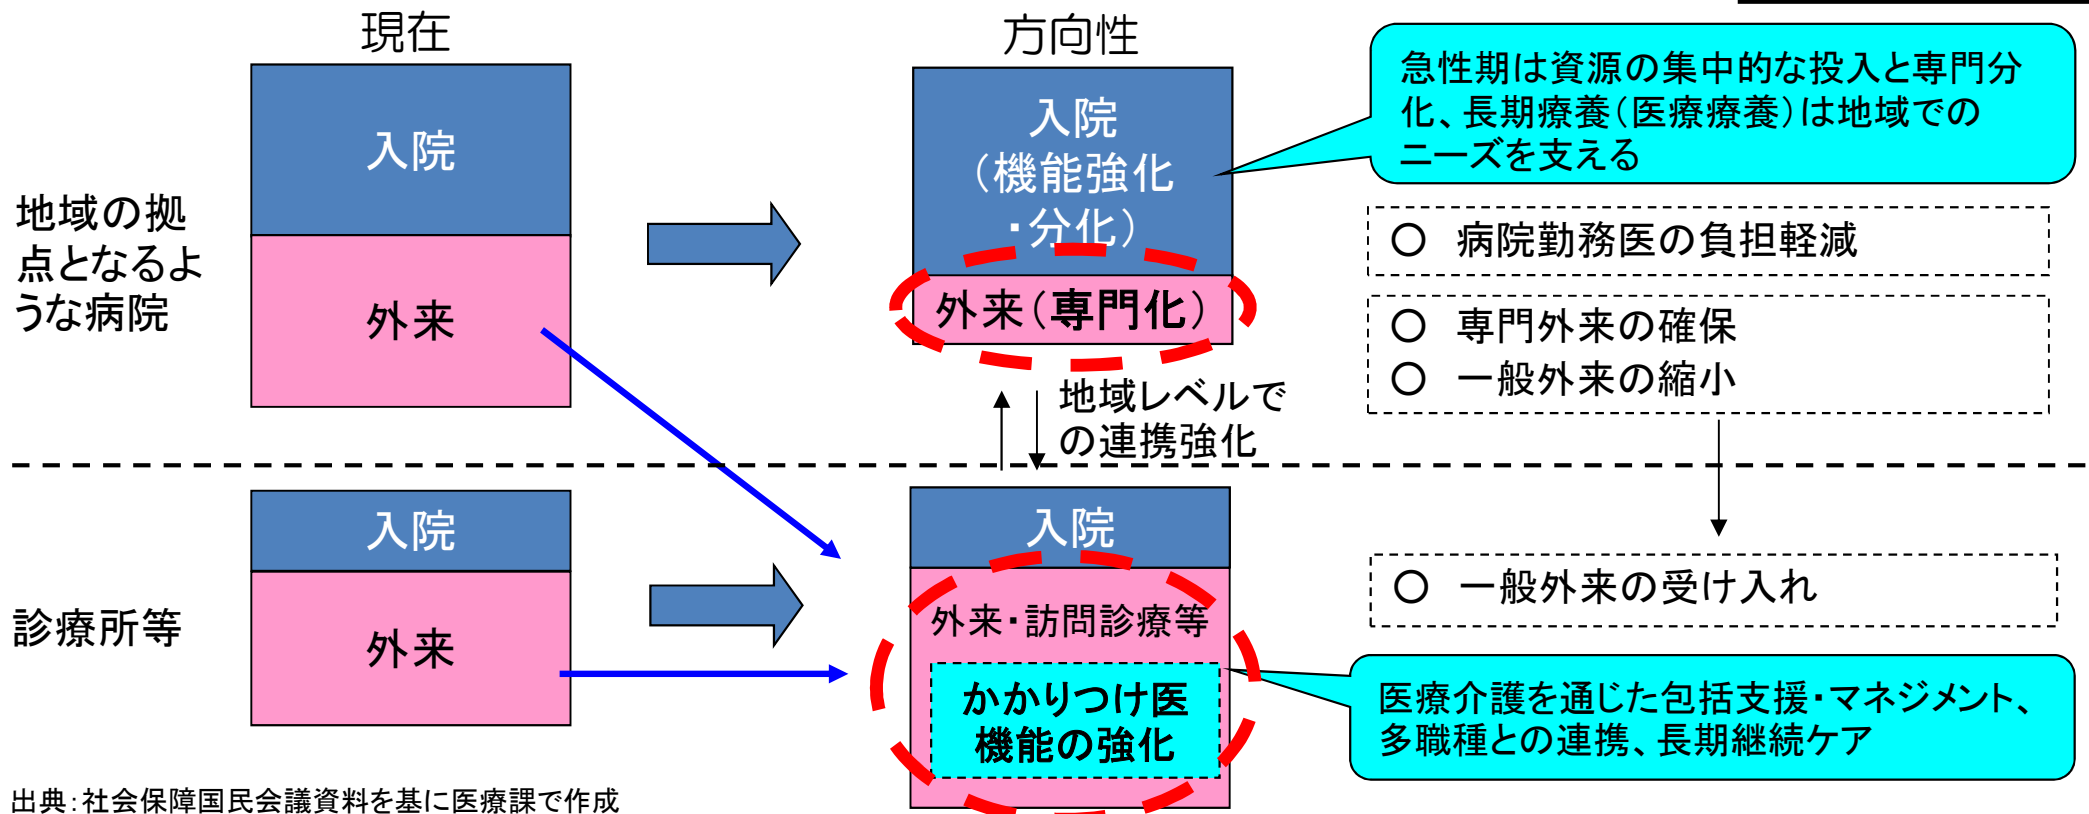 現在
方向性
地域の拠
点となるよ
うな病院
入院
外来
入院
（機能強化
・分化）
外来（専門化）
急性期は資源の集中的な投入と専門分
化、長期療養（医療療養）は地域での
ニーズを支える
○ 病院勤務医の負担軽減
○ 専門外来の確保
○ 一般外来の縮小
地域レベルで
の連携強化
診療所等
入院
外来
入院
外来・訪問診療等
かかりつけ医
機能の強化
○ 一般外来の受け入れ
医療介護を通じた包括支援・マネジメント、
多職種との連携、長期継続ケア
出典：社会保障国民会議資料を基に医療課で作成